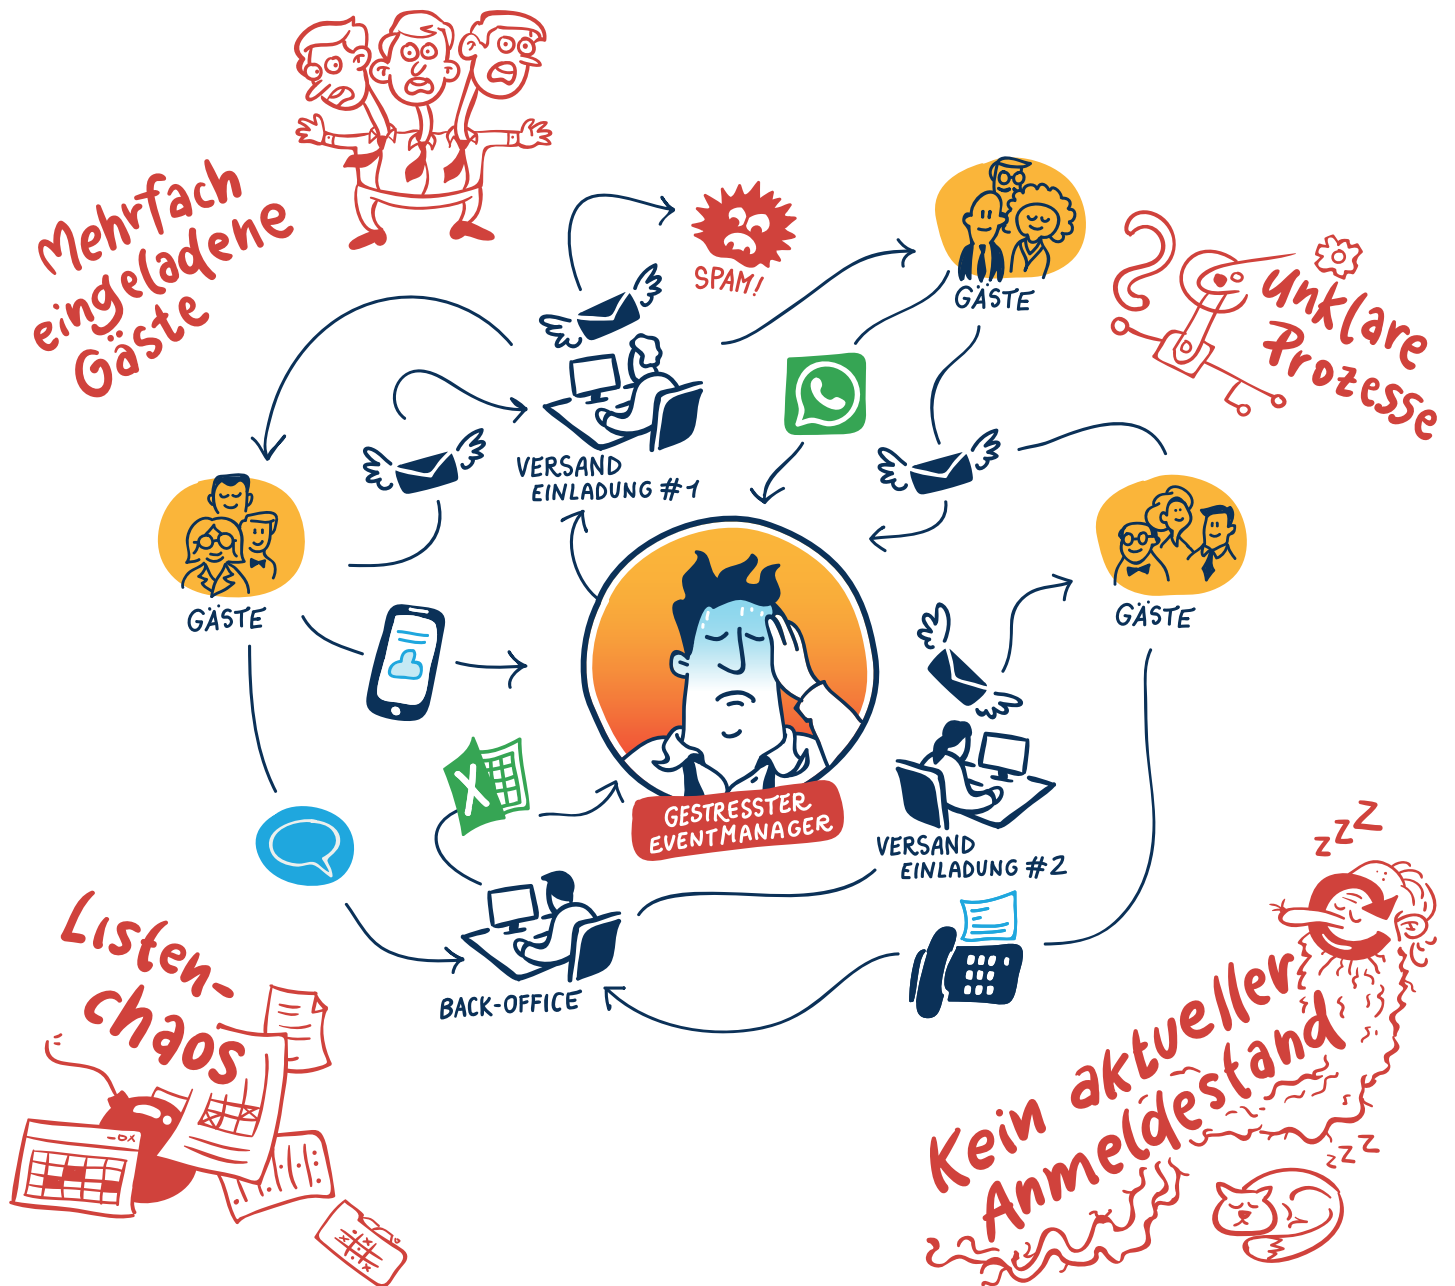 Mehrfach
eingeladene
Gäste
SPAM!
GÄSTE
Unklare
Prozesse
VERSAND
EINLADUNG #1
GÄSTE
GÄSTE
X
GESTRESSTER
EVENTMANAGER
VERSAND
EINLADUNG #2
BACK-OFFICE
Listen-
chaos
zzZ
Kein aktueller
Anmeldestand
zzZ